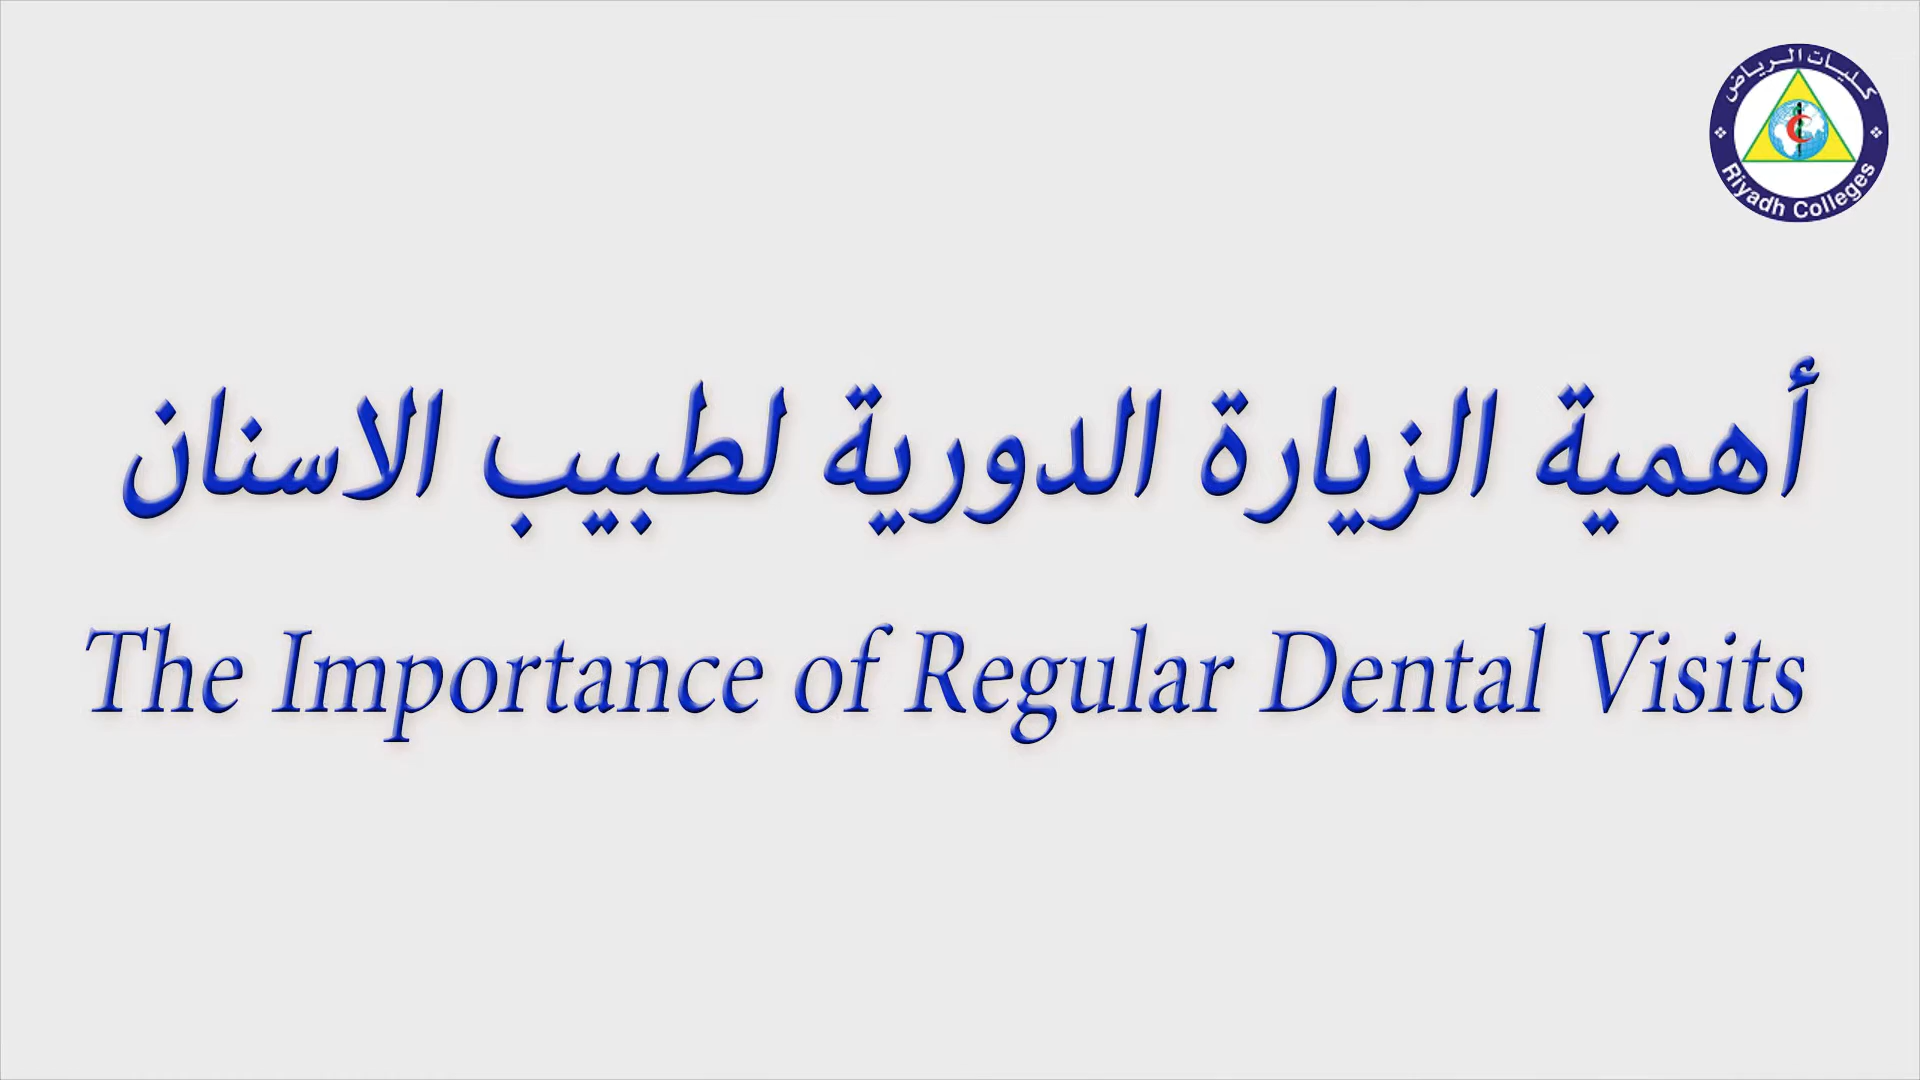 كليات الرياض
Riyadh Colleges
أهمية الزيارة الدورية لطبيب الاسنان
The Importance of Regular Dental Visits